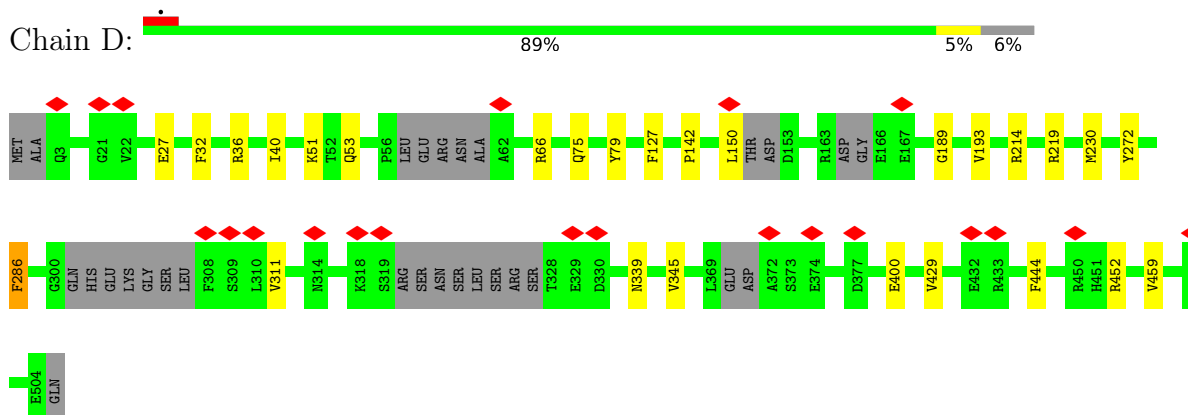 Chain D:
89% 5% 6%
MET ALA Q3 G21 V22 E27 F32 R36 I40 K51 T52 Q53 P56 LEU GLU ARG ASN ALA A62 R66 Q75 Y79 F127 P142 L150 THR ASP D153 R163 ASP GLY E166 E167 G189 V193 R214 R219 M230 Y272
F286 G300 GLN HIS GLU LYS GLY SER LEU F308 S309 L310 V311 N314 K318 S319 ARG SER ASN SER LEU SER ARG SER T328 E329 D330 N339 V345 L369 GLU ASP A372 S373 E374 D377 E400 V429 E432 R433 F444 R450 H451 R452 V459
E504 GLN